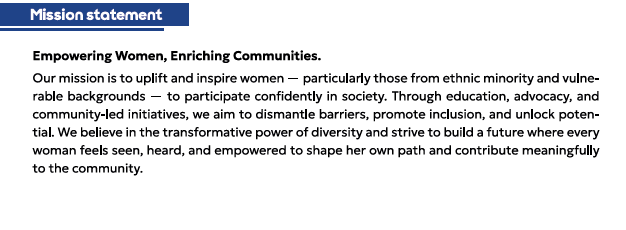 Mission statement
Empowering Women, Enriching Communities.
Our mission is to uplift and inspire women — particularly those from ethnic minority and vulne-
rable backgrounds — to participate confidently in society. Through education, advocacy, and
community-led initiatives, we aim to dismantle barriers, promote inclusion, and unlock poten-
tial. We believe in the transformative power of diversity and strive to build a future where every
woman feels seen, heard, and empowered to shape her own path and contribute meaningfully
to the community.